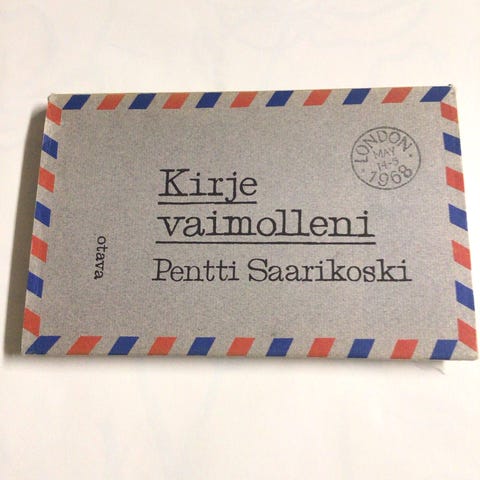 Kirje
vaimolleni
Pentti Saarikoski
otava
LONDON
MAY
14-5
1968